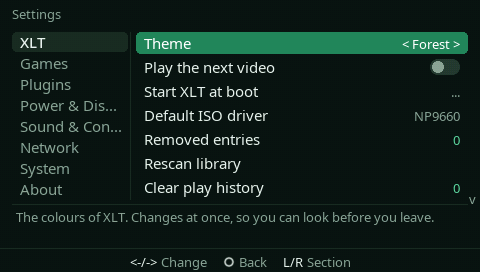 Settings
XLT
Games
Plugins
Power & Dis...
Sound & Con...
Network
System
About
Theme < Forest >
Play the next video
Start XLT at boot ...
Default ISO driver NP9660
Removed entries 0
Rescan library
Clear play history 0
v
The colours of XLT. Changes at once, so you can look before you leave.
<-/-> Change O Back L/R Section